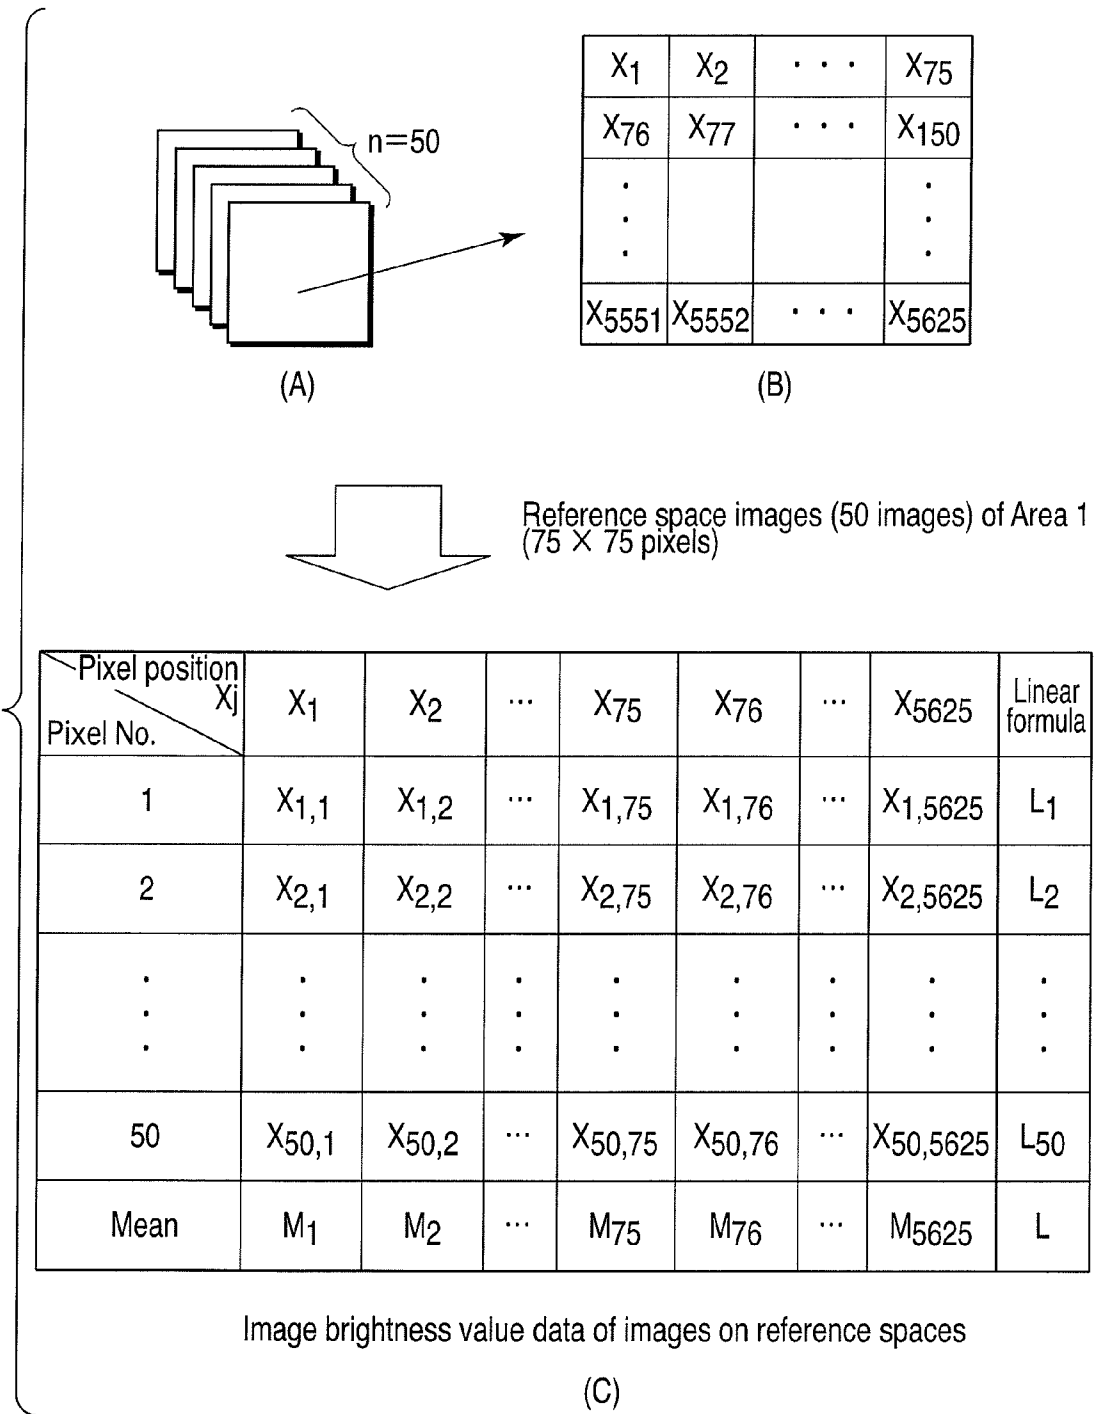 n=50
X1 X2 · · · X75
X76 X77 · · · X150
· · ·
X5551 X5552 · · · X5625
(A)
(B)
Reference space images (50 images) of Area 1
(75 × 75 pixels)
Pixel position
Xj
Pixel No.
X1 X2 ··· X75 X76 ··· X5625 Linear
formula
1 X1,1 X1,2 ··· X1,75 X1,76 ··· X1,5625 L1
2 X2,1 X2,2 ··· X2,75 X2,76 ··· X2,5625 L2
50 X50,1 X50,2 ··· X50,75 X50,76 ··· X50,5625 L50
Mean M1 M2 ··· M75 M76 ··· M5625 L
Image brightness value data of images on reference spaces
(C)